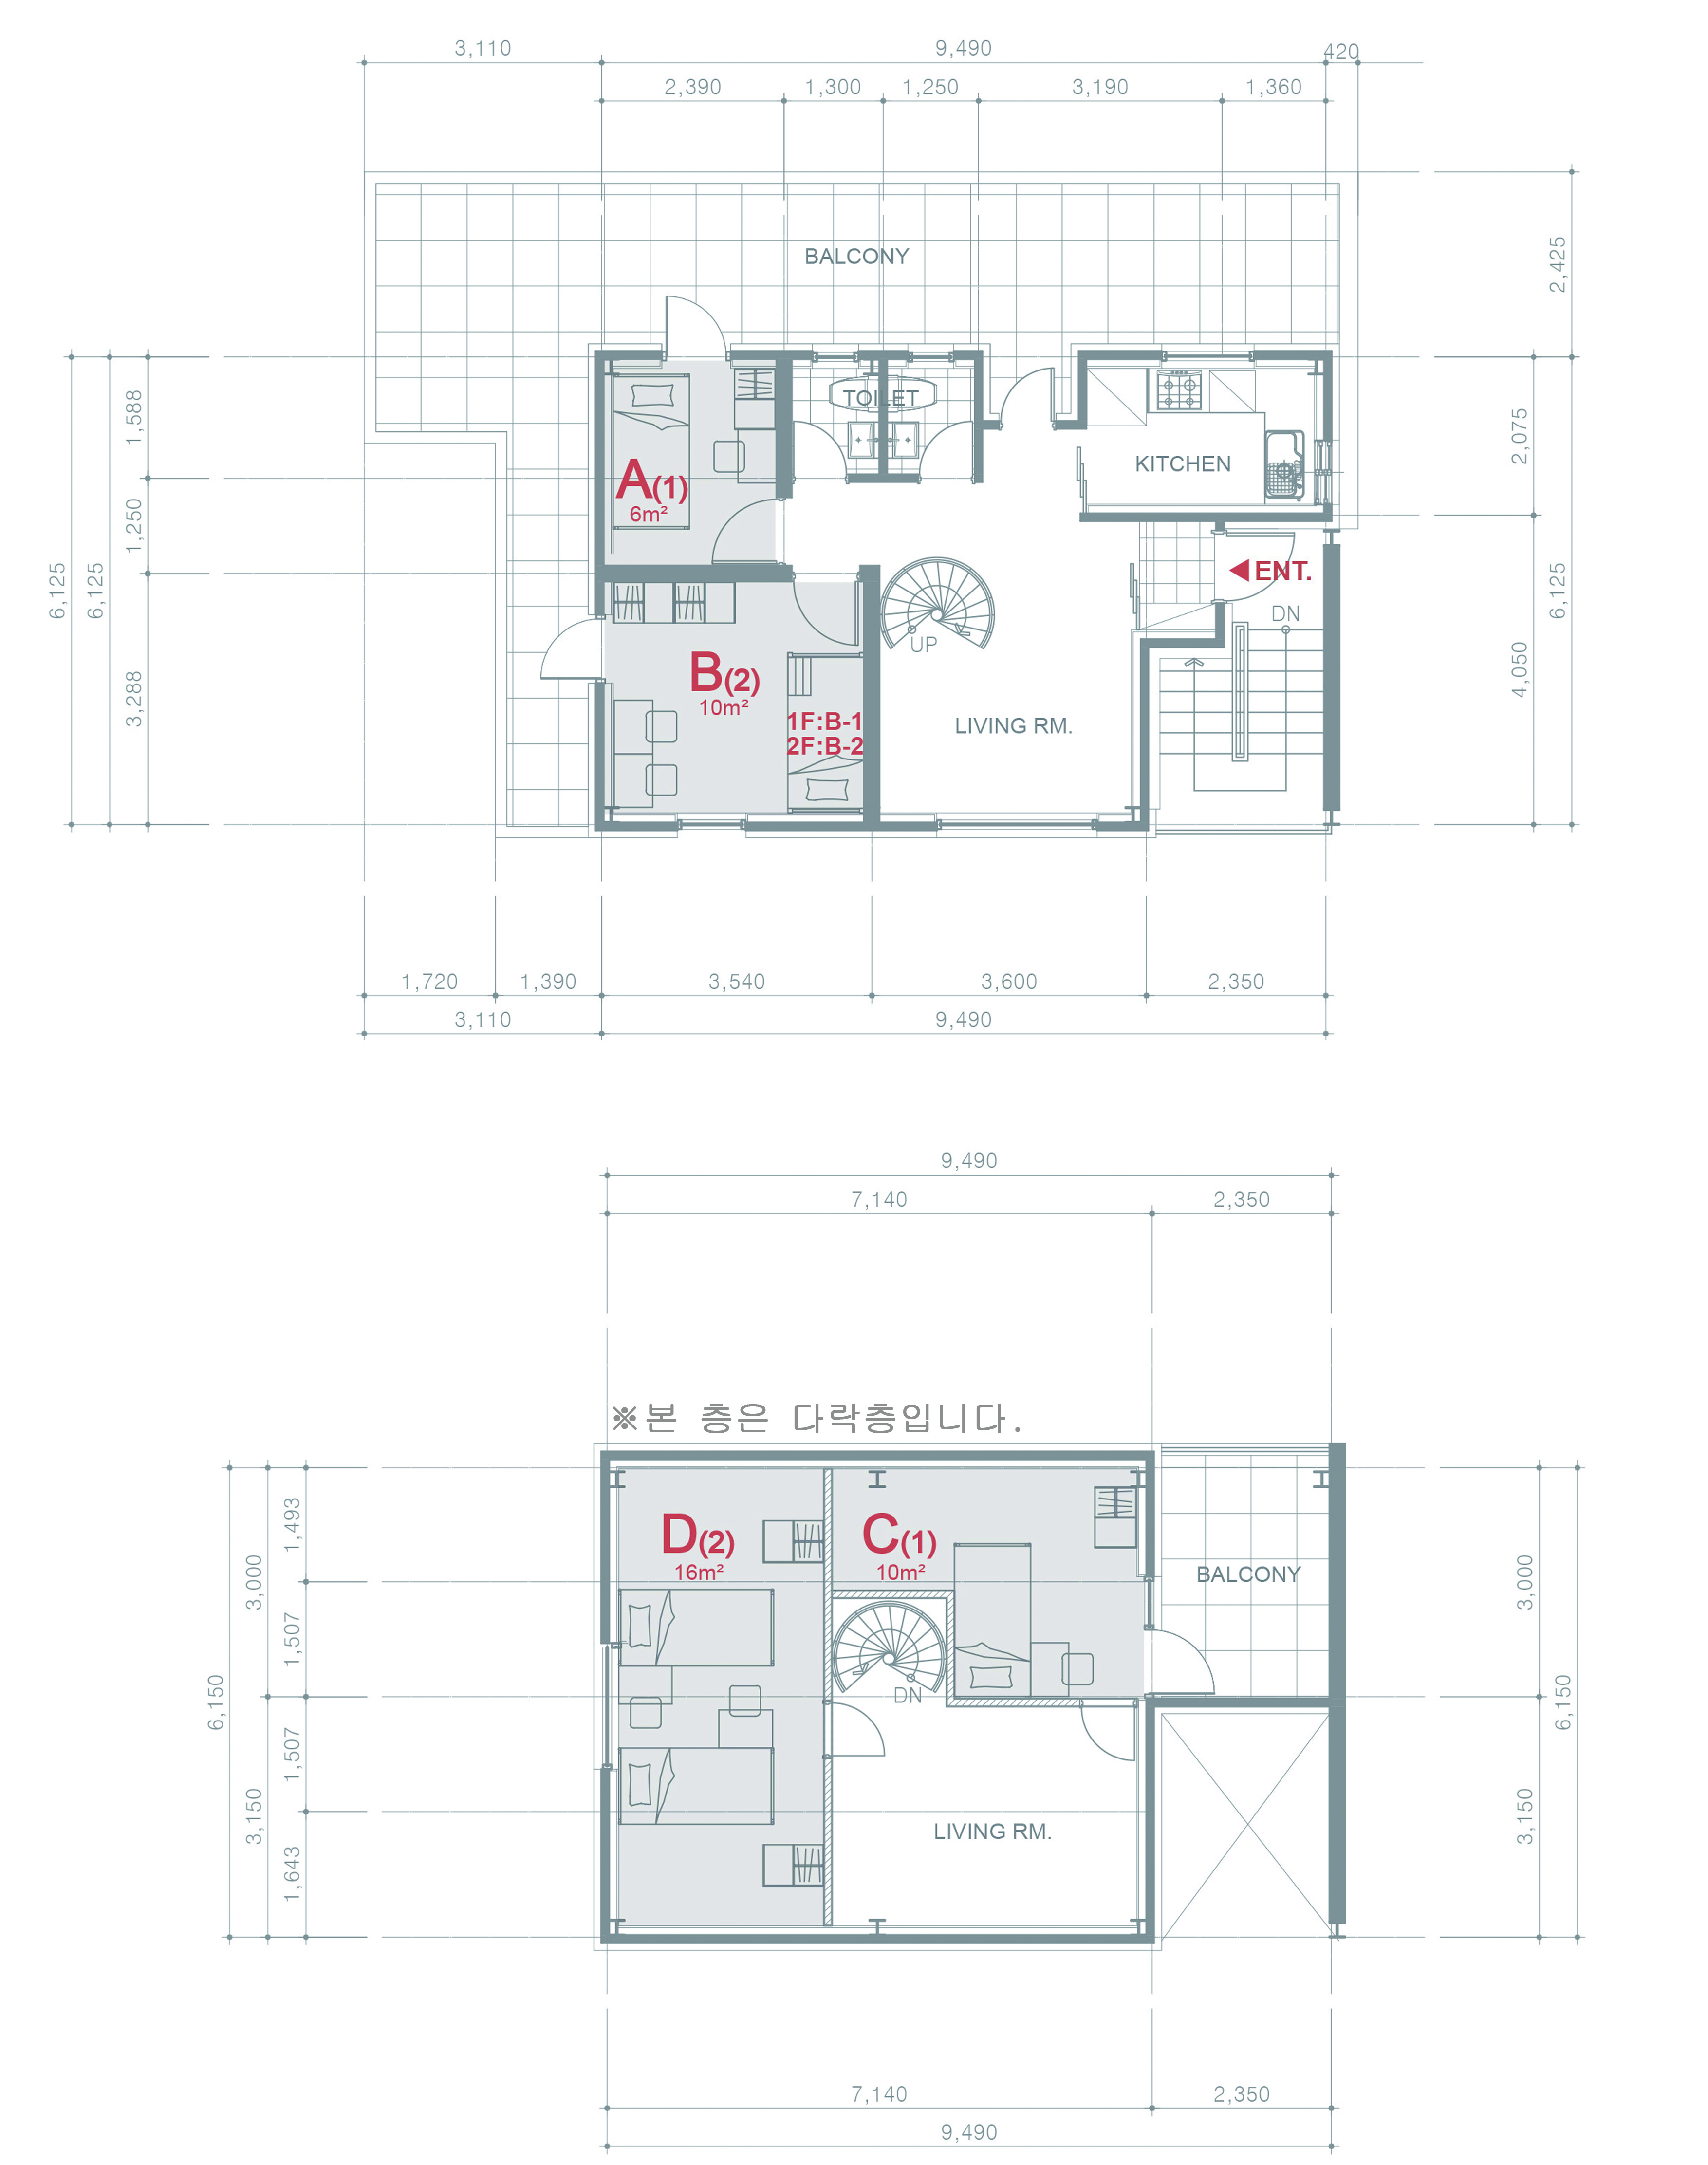 3,110
9,490
420
2,390
1,300
1,250
3,190
1,360
BALCONY
2,425
1,588
TOILET
2,075
KITCHEN
A(1)
6m²
1,250
6,125
6,125
ENT.
6,125
DN
UP
B(2)
10m²
3,288
4,050
1F:B-1
2F:B-2
LIVING RM.
1,720
1,390
3,540
3,600
2,350
3,110
9,490
9,490
7,140
2,350
※본 층은 다락층입니다.
1,493
D(2)
16m²
C(1)
10m²
3,000
BALCONY
3,000
1,507
6,150
DN
6,150
1,507
3,150
LIVING RM.
3,150
1,643
7,140
2,350
9,490